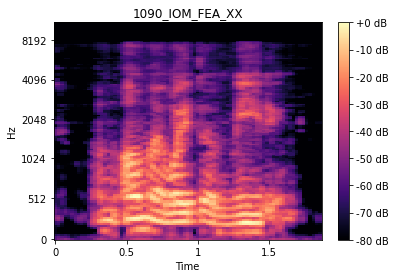 1090_IOM_FEA_XX
8192
4096
2048
1024
512
0
Hz
0
0.5
1
1.5
Time
+0 dB
-10 dB
-20 dB
-30 dB
-40 dB
-50 dB
-60 dB
-70 dB
-80 dB